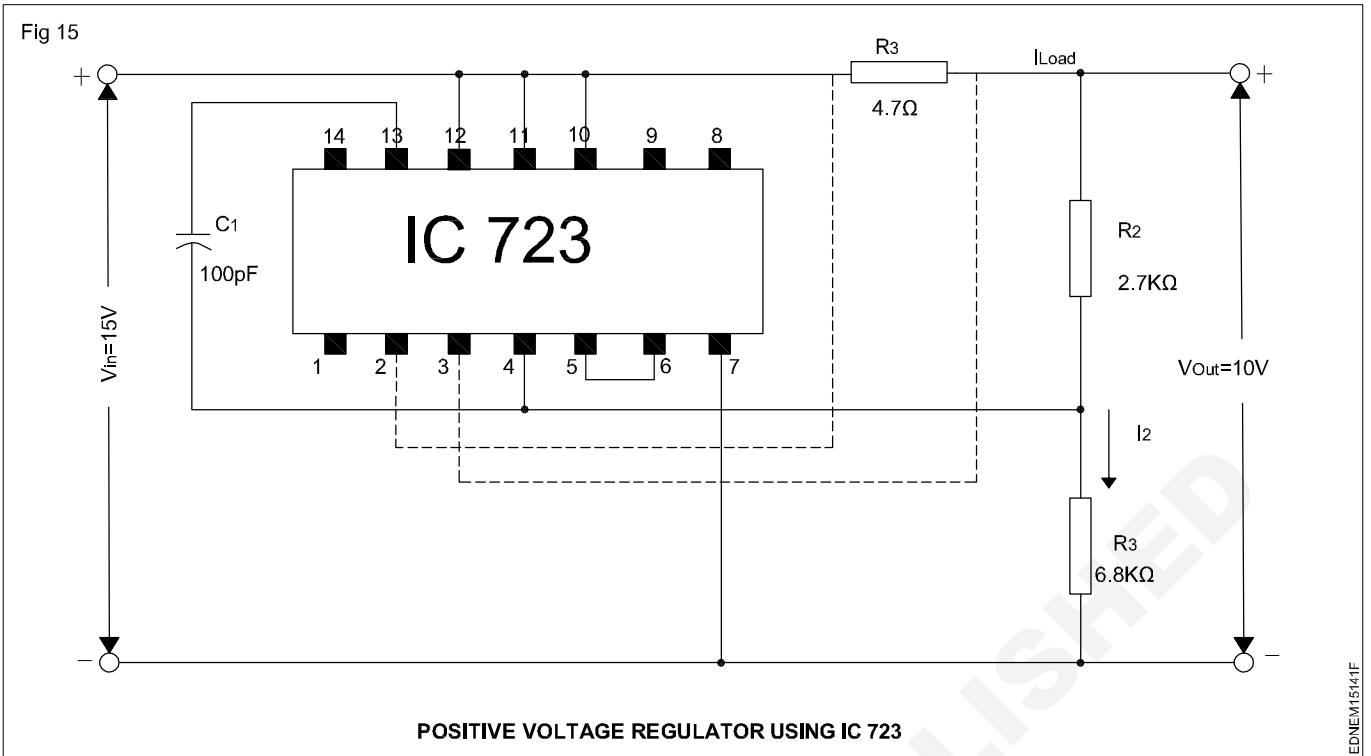 Fig 15
R3
ILoad
+
+
4.7Ω
14 13 12 11 10 9 8
C1
100pF
IC 723
R2
2.7KΩ
Vin=15V
1 2 3 4 5 6 7
VOut=10V
I2
R3
6.8KΩ
−
−
POSITIVE VOLTAGE REGULATOR USING IC 723
EDNEM15141F
LISHED